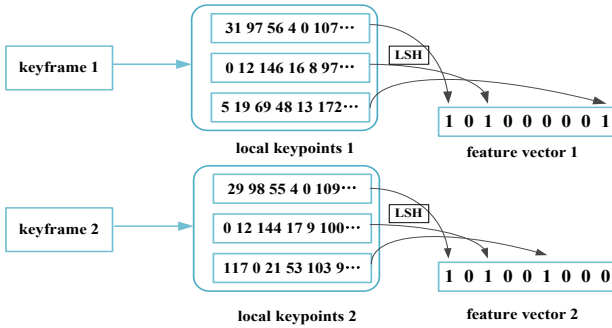 31 97 56 4 0 107···
keyframe 1
0 12 146 16 8 97···
LSH
5 19 69 48 13 172···
1 0 1 0 0 0 0 0 1
local keypoints 1
feature vector 1
29 98 55 4 0 109···
keyframe 2
0 12 144 17 9 100···
LSH
117 0 21 53 103 9···
1 0 1 0 0 1 0 0 0
local keypoints 2
feature vector 2